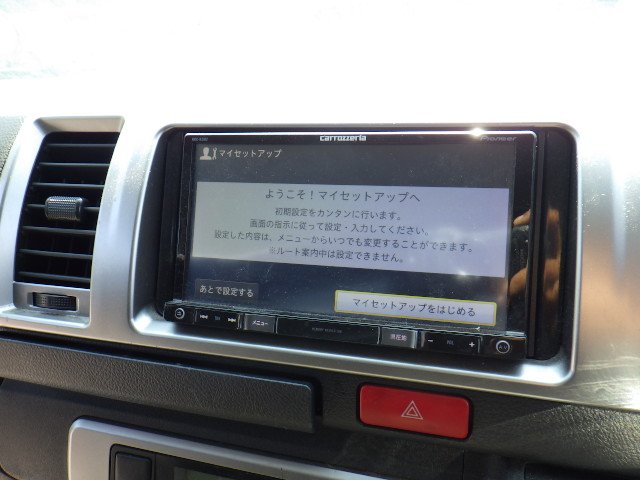 carrozzeria
Pioneer
マイセットアップ
ようこそ！マイセットアップへ
初期設定をカンタンに行います。
画面の指示に従って設定・入力してください。
設定した内容は、メニューからいつでも変更することができます。
※ルート案内中は設定できません。
あとで設定する
マイセットアップをはじめる
メニュー
現在地
− VOL +